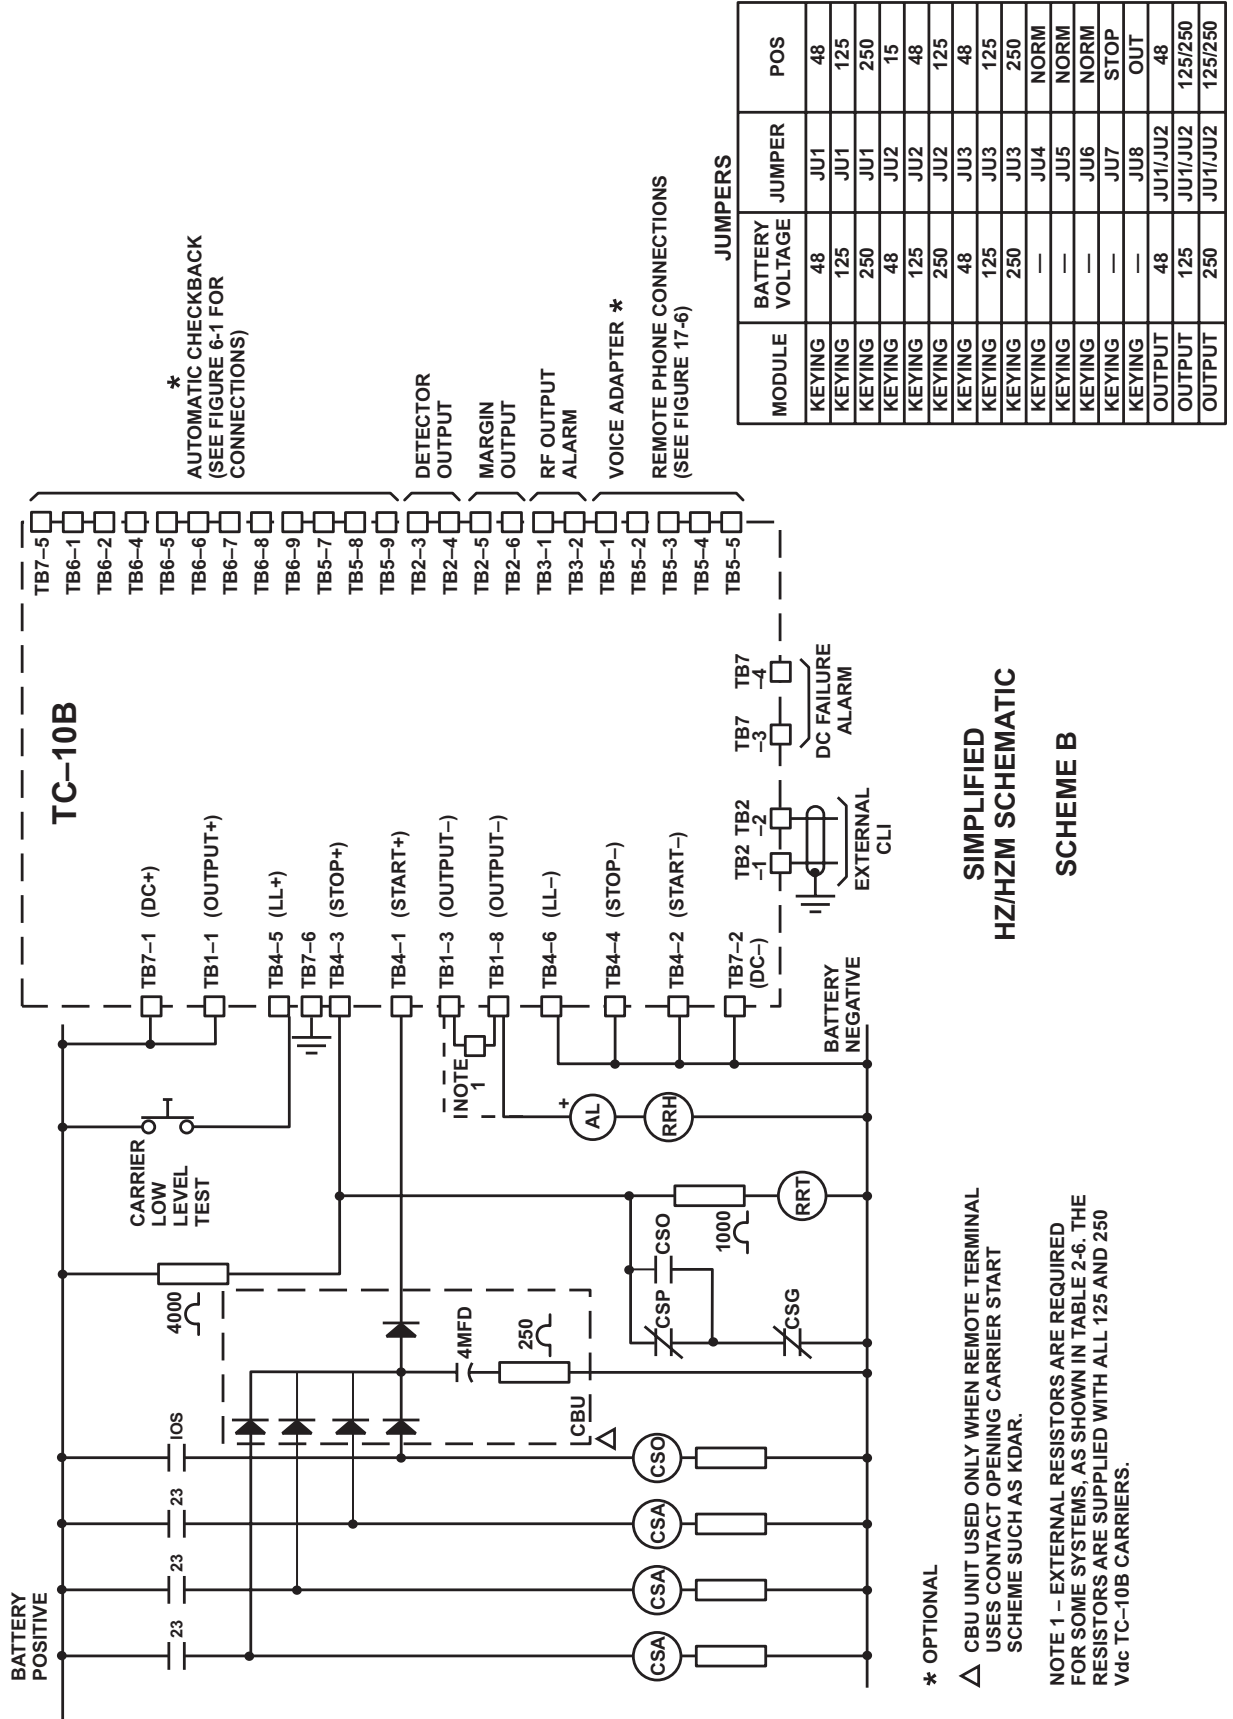 BATTERY
POSITIVE
23
23
23
IOS
CSA
CSA
CSA
CSO
CBU
4000
4MFD
250
CARRIER
LOW
LEVEL
TEST
CSP
CSO
CSG
1000
RRT
NOTE
1
+
AL
RRH
BATTERY
NEGATIVE
TC–10B
TB7–1 (DC+)
TB1–1 (OUTPUT+)
TB4–5 (LL+)
TB7–6
TB4–3 (STOP+)
TB4–1 (START+)
TB1–3 (OUTPUT–)
TB1–8 (OUTPUT–)
TB4–6 (LL–)
TB4–4 (STOP–)
TB4–2 (START–)
TB7–2
(DC–)
TB2
–1
TB2
–2
EXTERNAL
CLI
TB7
–3
TB7
–4
DC FAILURE
ALARM
TB7–5
TB6–1
TB6–2
TB6–4
TB6–5
TB6–6
TB6–7
TB6–8
TB6–9
TB5–7
TB5–8
TB5–9
TB2–3
TB2–4
TB2–5
TB2–6
TB3–1
TB3–2
TB5–1
TB5–2
TB5–3
TB5–4
TB5–5
*
AUTOMATIC CHECKBACK
(SEE FIGURE 6-1 FOR
CONNECTIONS)
DETECTOR
OUTPUT
MARGIN
OUTPUT
RF OUTPUT
ALARM
VOICE ADAPTER *
REMOTE PHONE CONNECTIONS
(SEE FIGURE 17-6)
JUMPERS
MODULE BATTERY VOLTAGE JUMPER POS
KEYING 48 JU1 48
KEYING 125 JU1 125
KEYING 250 JU1 250
KEYING 48 JU2 15
KEYING 125 JU2 48
KEYING 250 JU2 125
KEYING 48 JU3 48
KEYING 125 JU3 125
KEYING 250 JU3 250
KEYING — JU4 NORM
KEYING — JU5 NORM
KEYING — JU6 NORM
KEYING — JU7 STOP
KEYING — JU8 OUT
OUTPUT 48 JU1/JU2 48
OUTPUT 125 JU1/JU2 125/250
OUTPUT 250 JU1/JU2 125/250
SIMPLIFIED
HZ/HZM SCHEMATIC
SCHEME B
* OPTIONAL
△ CBU UNIT USED ONLY WHEN REMOTE TERMINAL
USES CONTACT OPENING CARRIER START
SCHEME SUCH AS KDAR.
NOTE 1 – EXTERNAL RESISTORS ARE REQUIRED
FOR SOME SYSTEMS, AS SHOWN IN TABLE 2-6. THE
RESISTORS ARE SUPPLIED WITH ALL 125 AND 250
Vdc TC–10B CARRIERS.